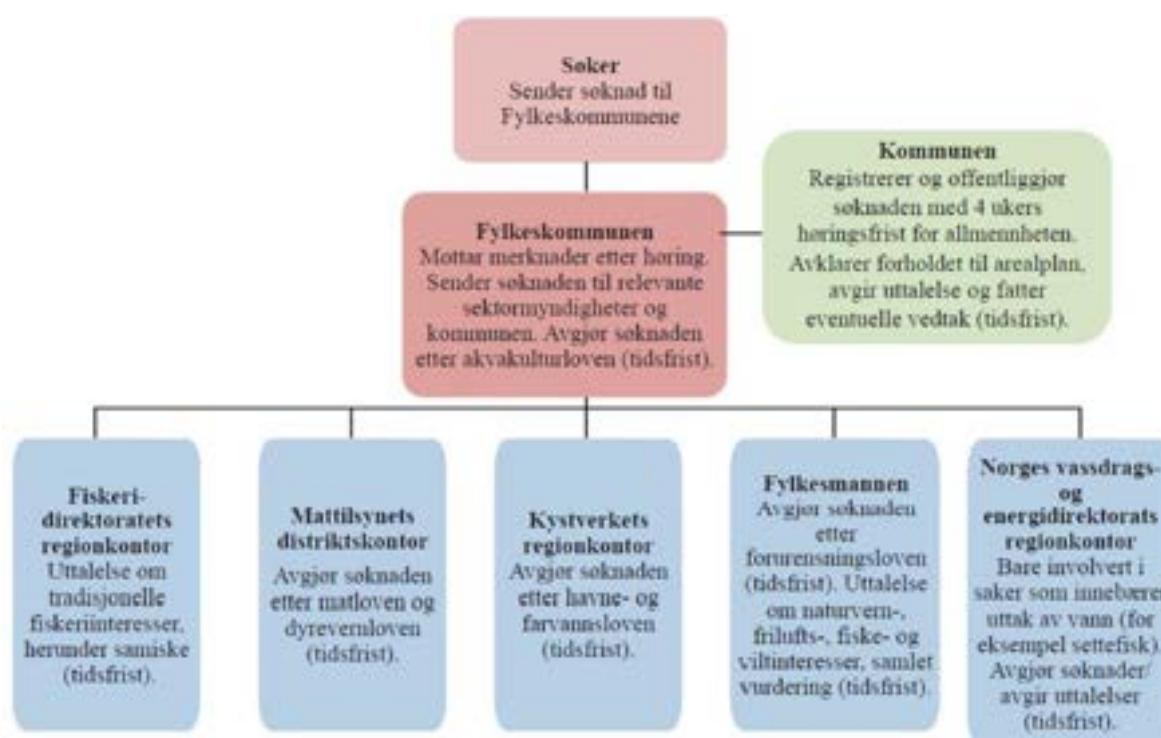 Søker
Sender søknad til
Fylkeskommunene
Kommunen
Registrerer og offentliggjør
søknaden med 4 ukers
høringsfrist for allmennheten.
Avklarer forholdet til arealplan,
avgir uttalelse og fatter
eventuelle vedtak (tidsfrist).
Fylkeskommunen
Mottar merknader etter høring.
Sender søknaden til relevante
sektormyndigheter og
kommunen. Avgjør søknaden
etter akvakulturloven (tidsfrist).
Fiskeri-
direktoratets
regionkontor
Uttalelse om
tradisjonelle
fiskeriinteresser,
herunder samiske
(tidsfrist).
Mattilsynets
distriktskontor
Avgjør søknaden
etter matloven og
dyrevernloven
(tidsfrist).
Kystverkets
regionkontor
Avgjør søknaden
etter havne- og
farvannsloven
(tidsfrist).
Fylkesmannen
Avgjør søknaden
etter
forurensningsloven
(tidsfrist). Uttalelse
om naturvern-,
frilufts-, fiske- og
viltinteresser, samlet
vurdering (tidsfrist).
Norges vassdrags-
og
energidirektorats
regionkontor
Bare involvert i
saker som innebærer
uttak av vann (for
eksempel settefisk).
Avgjør søknader/
avgir uttalelser
(tidsfrist).